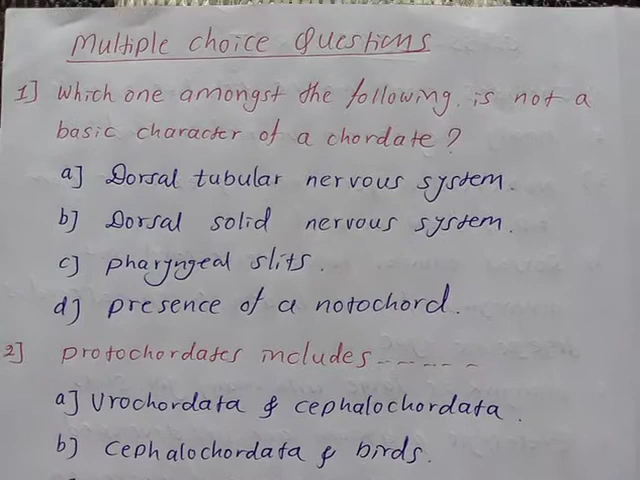 Multiple Choice Questions
1] Which one amongst the following is not a
basic character of a chordate?
a] Dorsal tubular nervous system.
b] Dorsal solid nervous system.
c] pharyngeal slits.
d] presence of a notochord.
2] protochordates includes------
a] Urochordata & cephalochordata.
b] cephalochordata & birds.